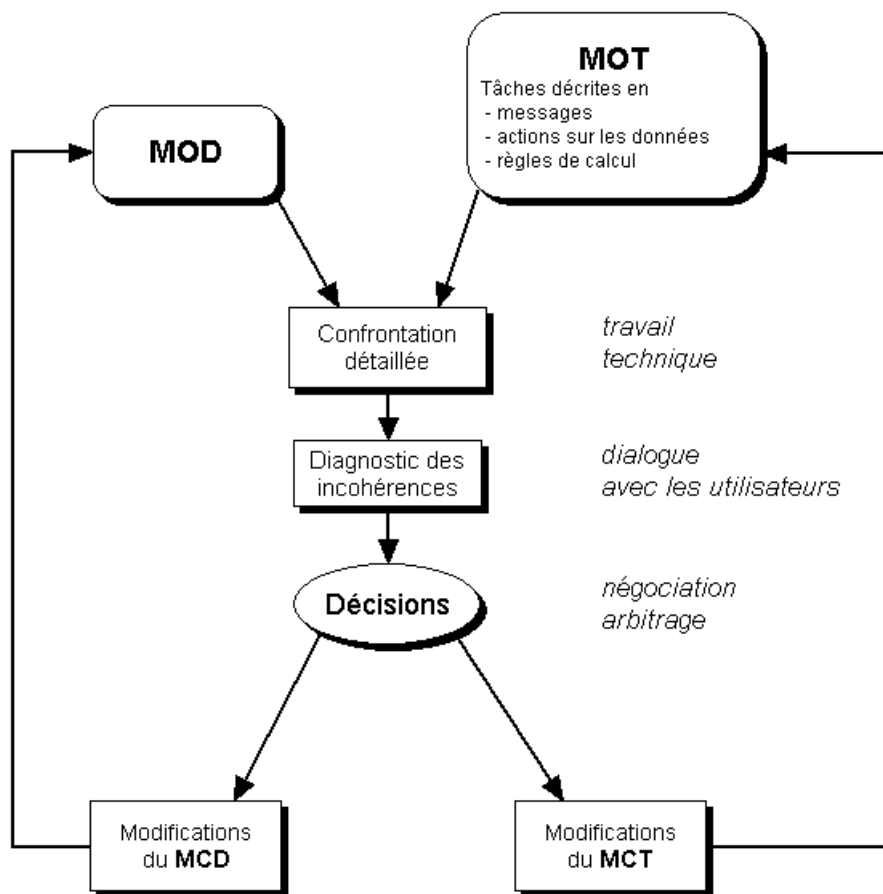 MOT
Tâches décrites en
- messages
- actions sur les données
- règles de calcul
MOD
Confrontation
détaillée
travail
technique
Diagnostic des
incohérences
dialogue
avec les utilisateurs
Décisions
négociation
arbitrage
Modifications
du MCD
Modifications
du MCT